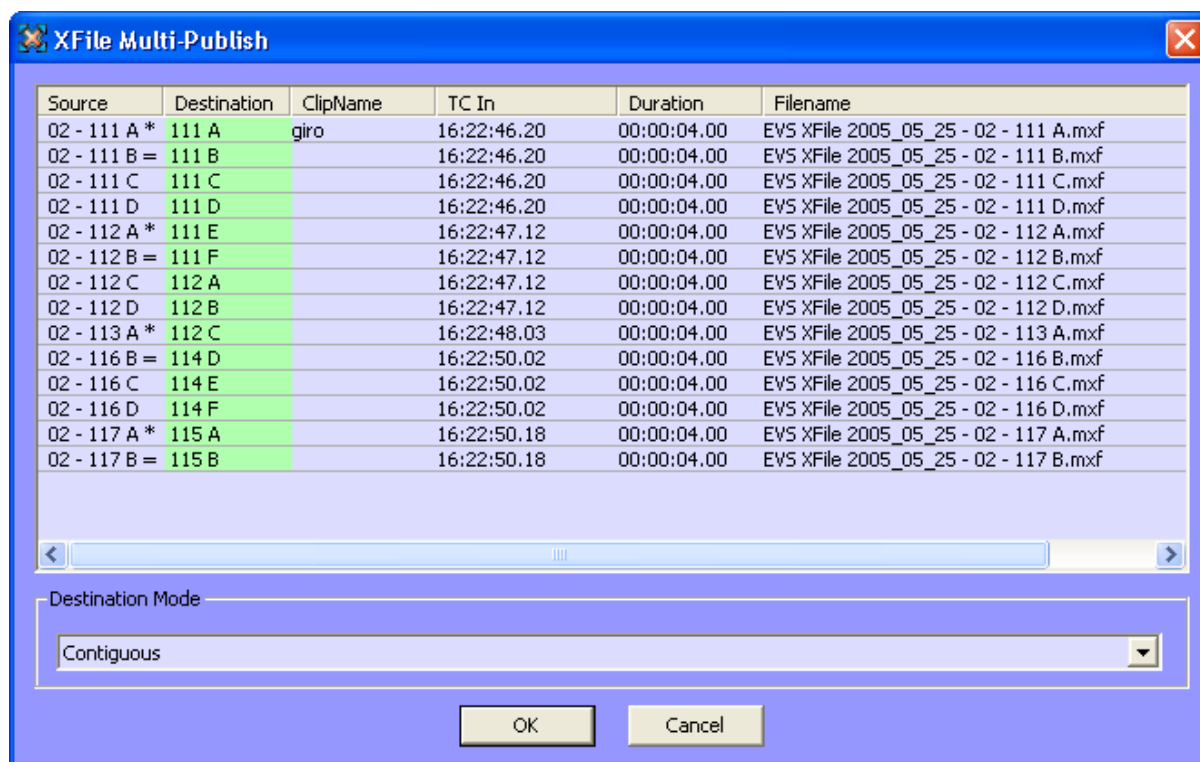 XFile Multi-Publish
Source Destination ClipName TC In Duration Filename
02 - 111 A * 111 A giro 16:22:46.20 00:00:04.00 EVS XFile 2005_05_25 - 02 - 111 A.mxf
02 - 111 B = 111 B 16:22:46.20 00:00:04.00 EVS XFile 2005_05_25 - 02 - 111 B.mxf
02 - 111 C 111 C 16:22:46.20 00:00:04.00 EVS XFile 2005_05_25 - 02 - 111 C.mxf
02 - 111 D 111 D 16:22:46.20 00:00:04.00 EVS XFile 2005_05_25 - 02 - 111 D.mxf
02 - 112 A * 111 E 16:22:47.12 00:00:04.00 EVS XFile 2005_05_25 - 02 - 112 A.mxf
02 - 112 B = 111 F 16:22:47.12 00:00:04.00 EVS XFile 2005_05_25 - 02 - 112 B.mxf
02 - 112 C 112 A 16:22:47.12 00:00:04.00 EVS XFile 2005_05_25 - 02 - 112 C.mxf
02 - 112 D 112 B 16:22:47.12 00:00:04.00 EVS XFile 2005_05_25 - 02 - 112 D.mxf
02 - 113 A * 112 C 16:22:48.03 00:00:04.00 EVS XFile 2005_05_25 - 02 - 113 A.mxf
02 - 116 B = 114 D 16:22:50.02 00:00:04.00 EVS XFile 2005_05_25 - 02 - 116 B.mxf
02 - 116 C 114 E 16:22:50.02 00:00:04.00 EVS XFile 2005_05_25 - 02 - 116 C.mxf
02 - 116 D 114 F 16:22:50.02 00:00:04.00 EVS XFile 2005_05_25 - 02 - 116 D.mxf
02 - 117 A * 115 A 16:22:50.18 00:00:04.00 EVS XFile 2005_05_25 - 02 - 117 A.mxf
02 - 117 B = 115 B 16:22:50.18 00:00:04.00 EVS XFile 2005_05_25 - 02 - 117 B.mxf
Destination Mode
Contiguous
OK Cancel